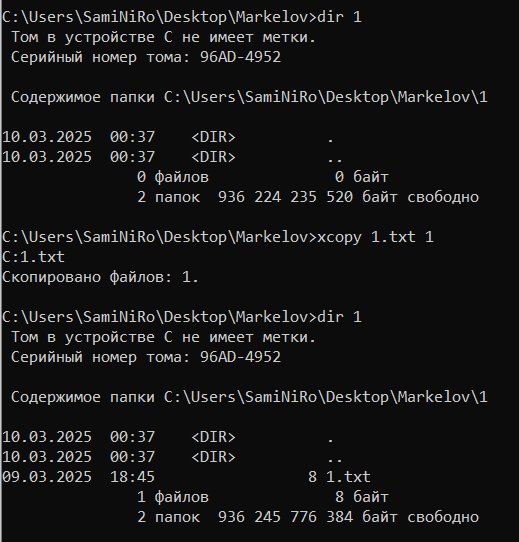 C:\Users\SamiNiRo\Desktop\Markelov>dir 1
Том в устройстве C не имеет метки.
Серийный номер тома: 96AD-4952
Содержимое папки C:\Users\SamiNiRo\Desktop\Markelov\1
10.03.2025  00:37    <DIR>          .
10.03.2025  00:37    <DIR>          ..
0 файлов              0 байт
2 папок  936 224 235 520 байт свободно
C:\Users\SamiNiRo\Desktop\Markelov>xcopy 1.txt 1
C:1.txt
Скопировано файлов: 1.
C:\Users\SamiNiRo\Desktop\Markelov>dir 1
Том в устройстве C не имеет метки.
Серийный номер тома: 96AD-4952
Содержимое папки C:\Users\SamiNiRo\Desktop\Markelov\1
10.03.2025  00:37    <DIR>          .
10.03.2025  00:37    <DIR>          ..
09.03.2025  18:45                 8 1.txt
1 файлов              8 байт
2 папок  936 245 776 384 байт свободно